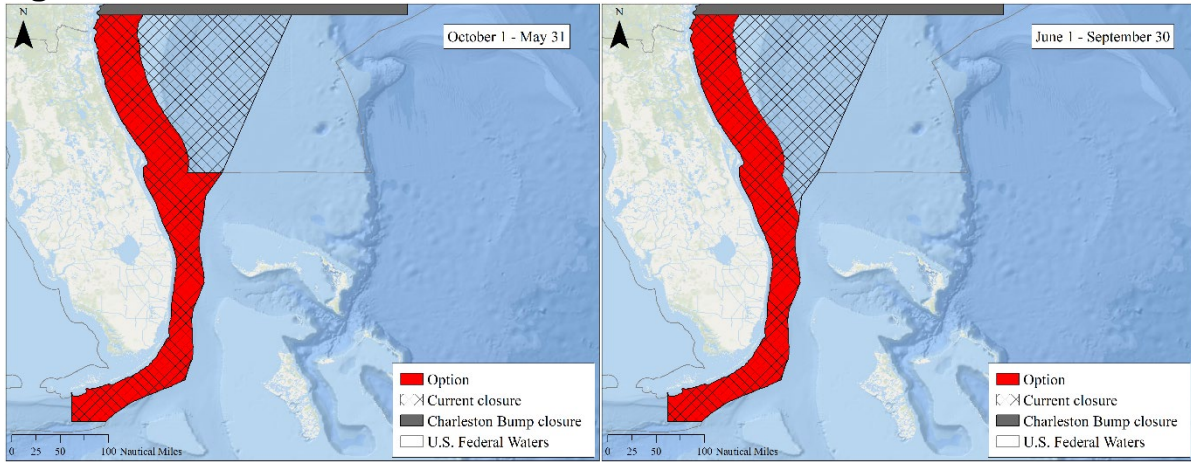 N
October 1 - May 31
Option
Current closure
Charleston Bump closure
U.S. Federal Waters
0 25 50 100 Nautical Miles
N
June 1 - September 30
Option
Current closure
Charleston Bump closure
U.S. Federal Waters
0 25 50 100 Nautical Miles